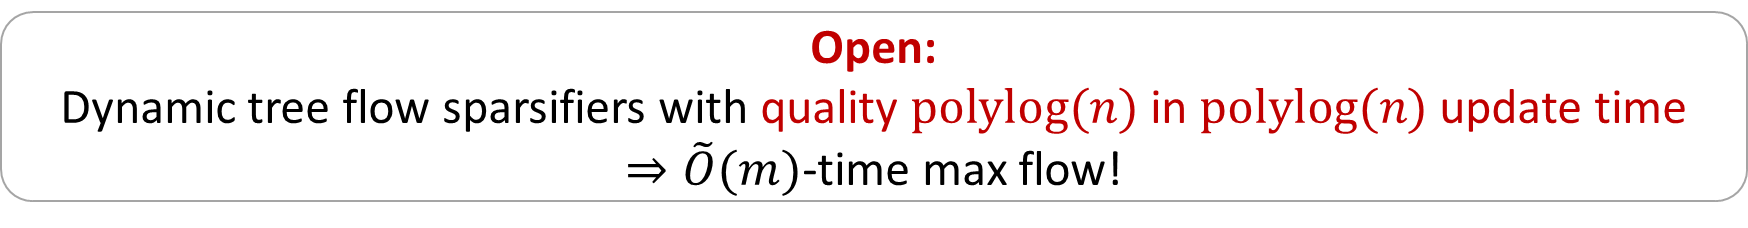 Open:
Dynamic tree flow sparsifiers with quality polylog(n) in polylog(n) update time
⇒ Õ(m)-time max flow!